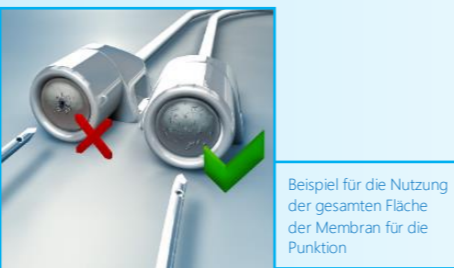 Beispiel für die Nutzung
der gesamten Fläche
der Membran für die
Punktion